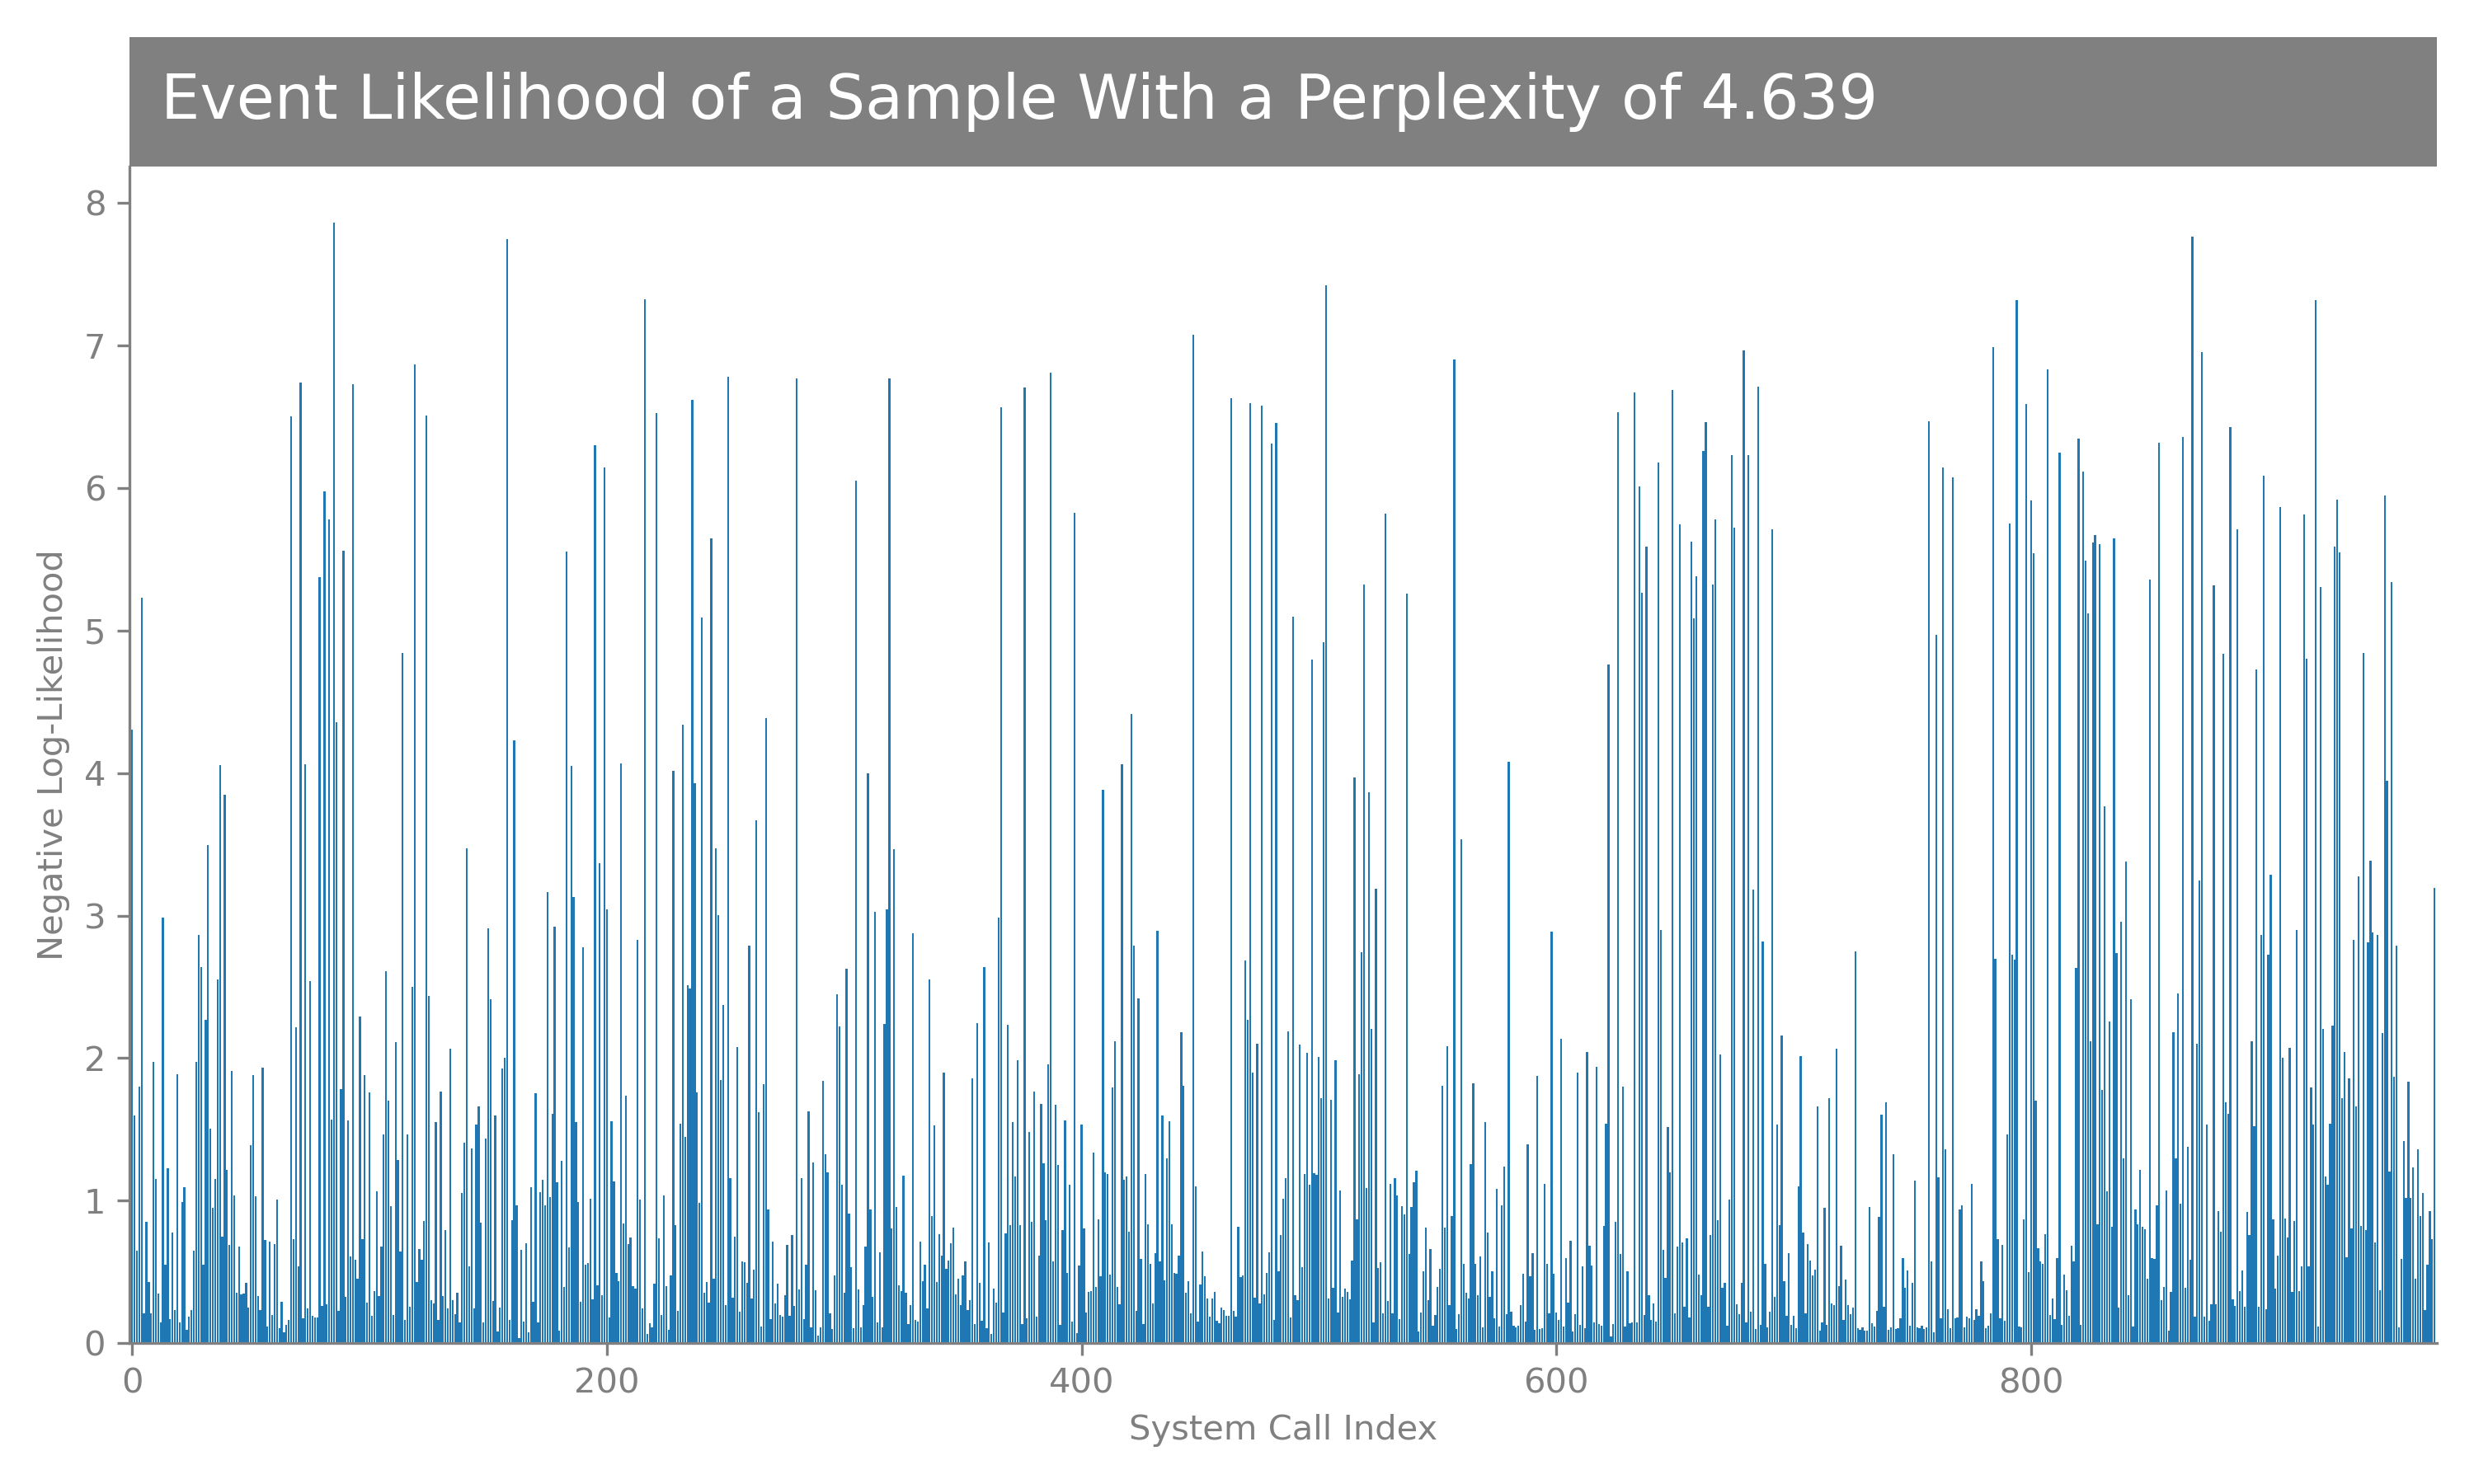 Event Likelihood of a Sample With a Perplexity of 4.639
8
7
6
5
4
3
2
1
0
Negative Log-Likelihood
0 200 400 600 800
System Call Index